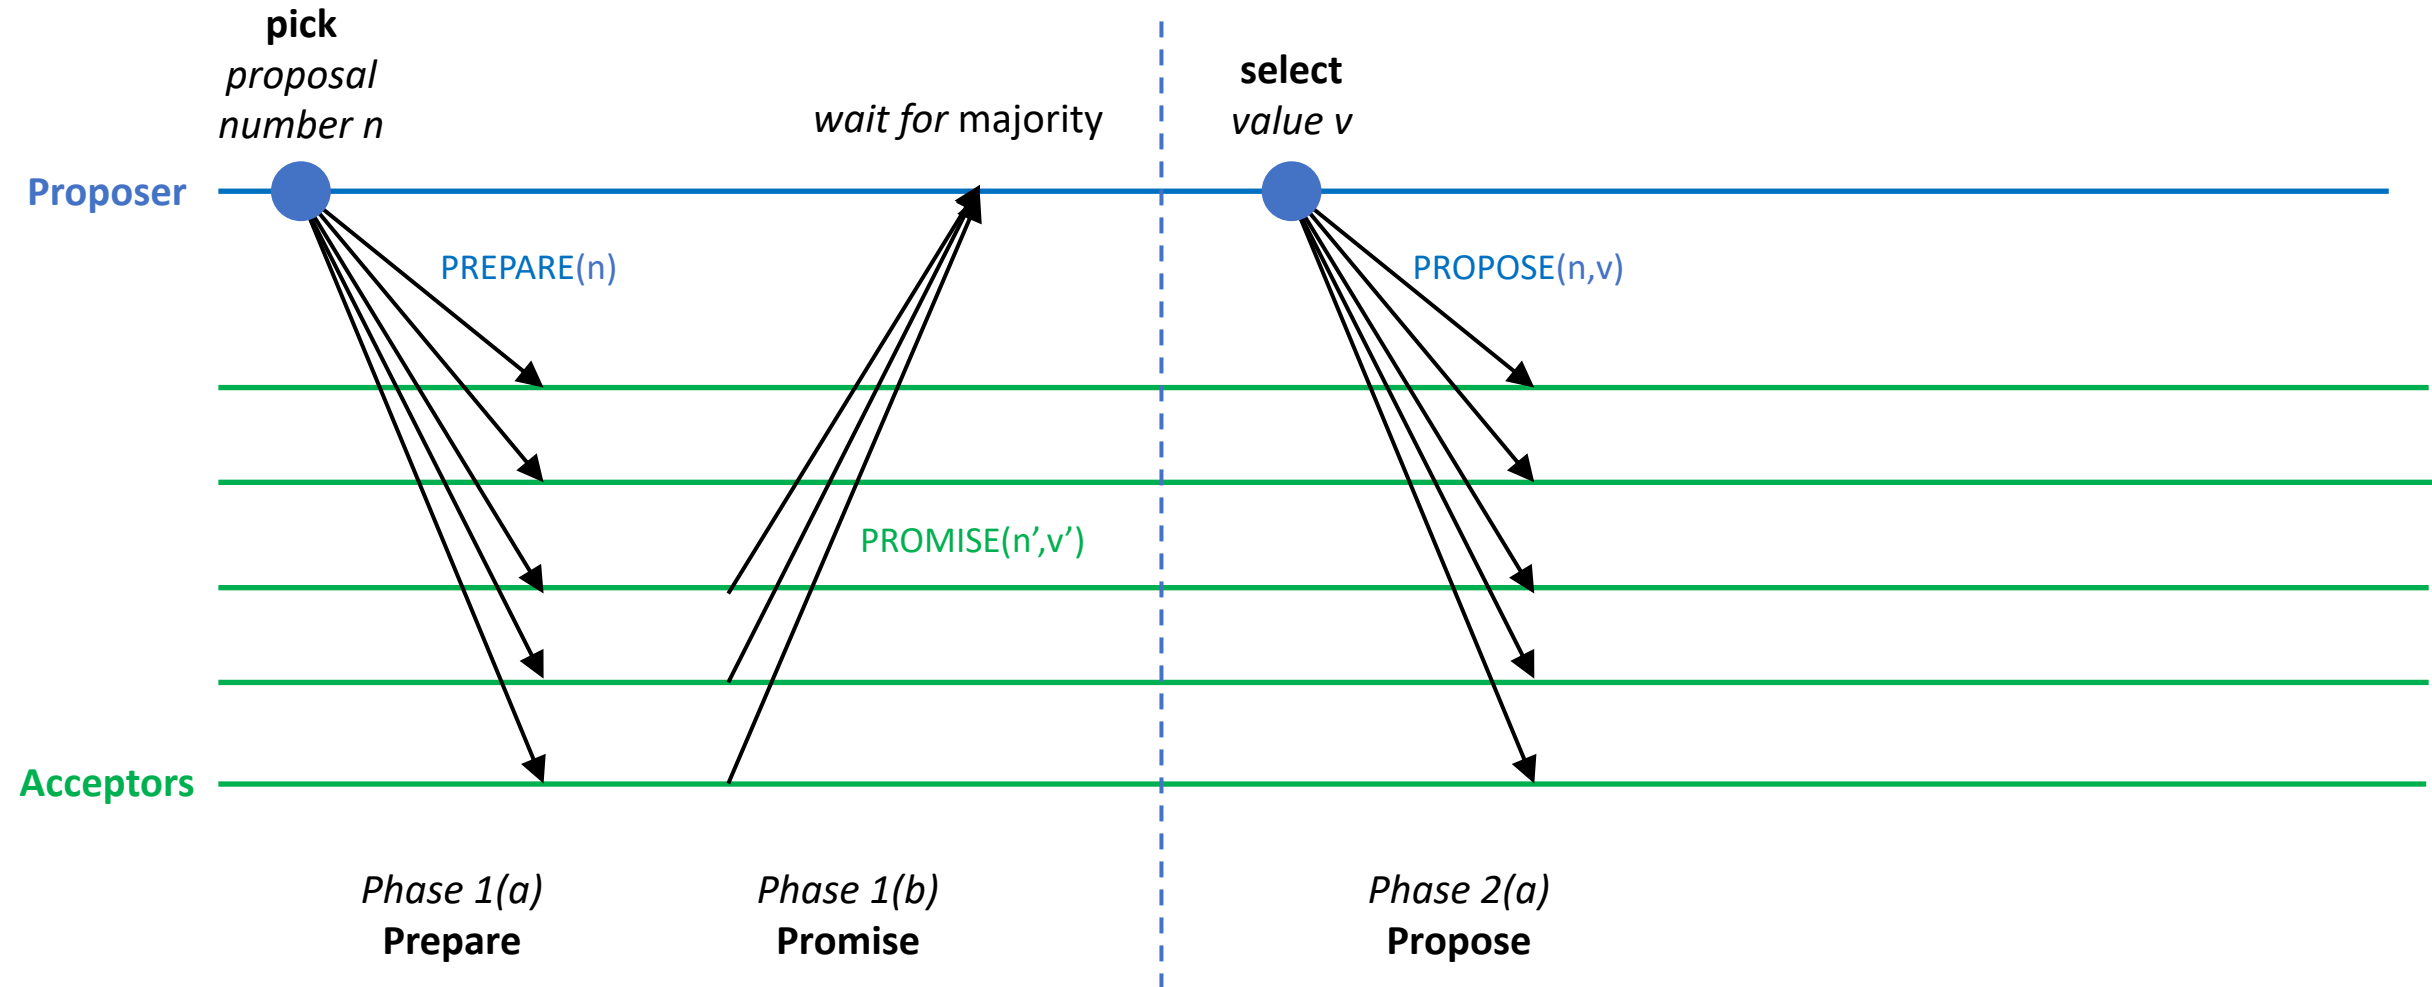 pick
proposal
number n
wait for majority
select
value v
Proposer
PREPARE(n)
PROPOSE(n,v)
PROMISE(n’,v’)
Acceptors
Phase 1(a)
Prepare
Phase 1(b)
Promise
Phase 2(a)
Propose